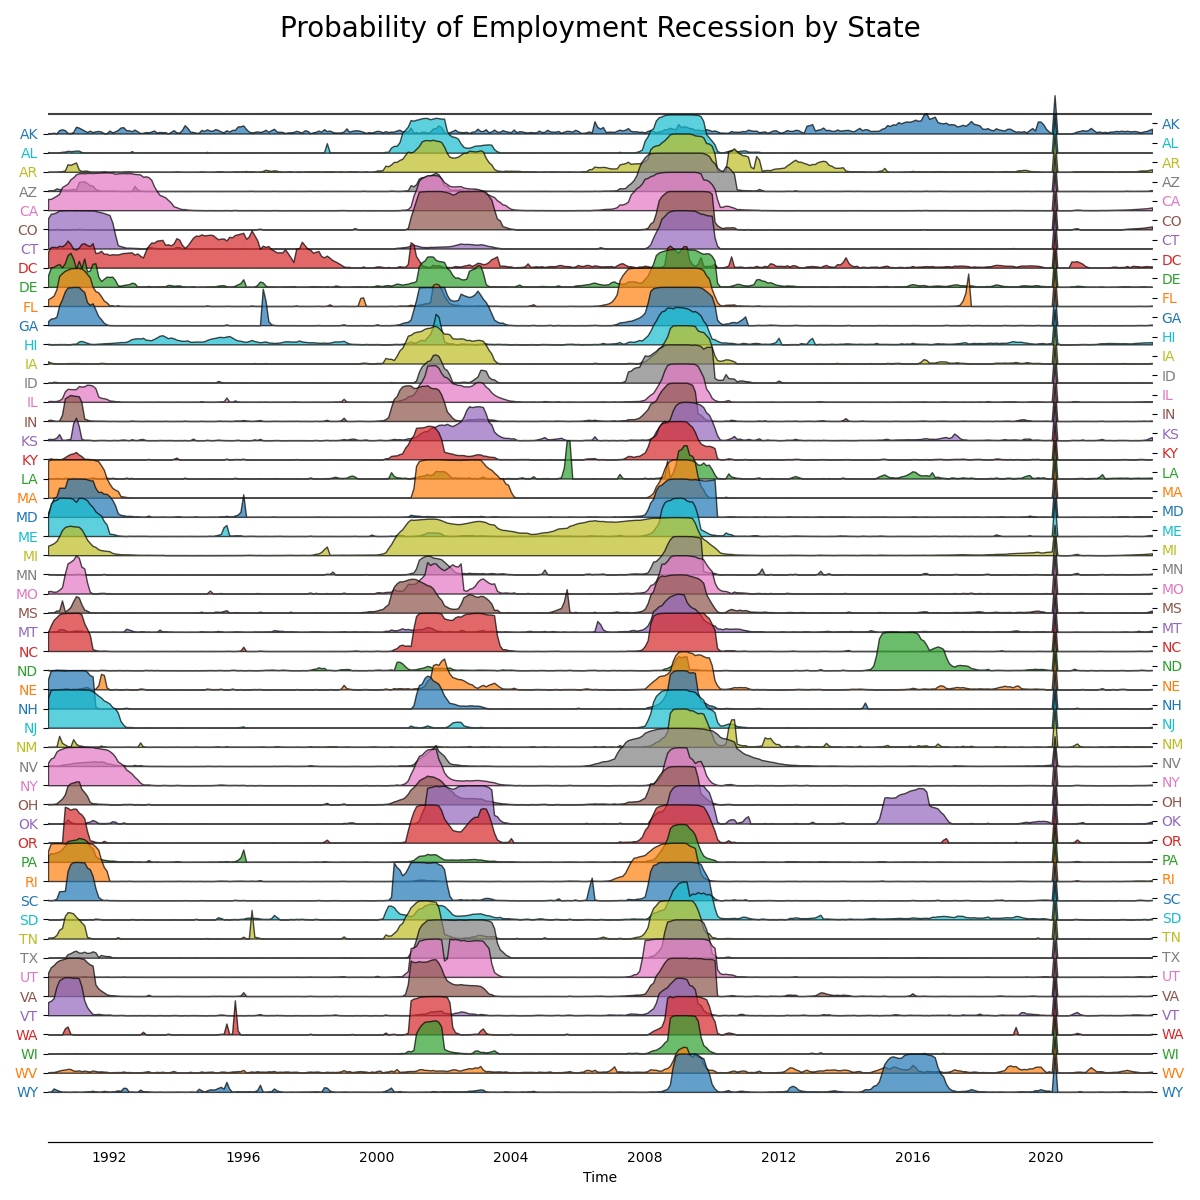 Probability of Employment Recession by State
AK AK
AL AL
AR AR
AZ AZ
CA CA
CO CO
CT CT
DC DC
DE DE
FL FL
GA GA
HI HI
IA IA
ID ID
IL IL
IN IN
KS KS
KY KY
LA LA
MA MA
MD MD
ME ME
MI MI
MN MN
MO MO
MS MS
MT MT
NC NC
ND ND
NE NE
NH NH
NJ NJ
NM NM
NV NV
NY NY
OH OH
OK OK
OR OR
PA PA
RI RI
SC SC
SD SD
TN TN
TX TX
UT UT
VA VA
VT VT
WA WA
WI WI
WV WV
WY WY
1992 1996 2000 2004 2008 2012 2016 2020
Time